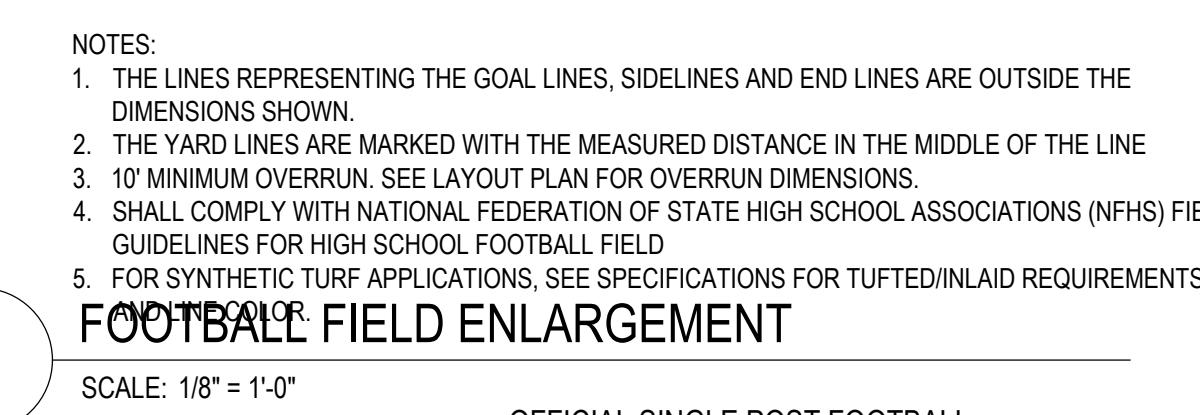 NOTES:
1. THE LINES REPRESENTING THE GOAL LINES, SIDELINES AND END LINES ARE OUTSIDE THE
DIMENSIONS SHOWN.
2. THE YARD LINES ARE MARKED WITH THE MEASURED DISTANCE IN THE MIDDLE OF THE LINE
3. 10' MINIMUM OVERRUN. SEE LAYOUT PLAN FOR OVERRUN DIMENSIONS.
4. SHALL COMPLY WITH NATIONAL FEDERATION OF STATE HIGH SCHOOL ASSOCIATIONS (NFHS)
GUIDELINES FOR HIGH SCHOOL FOOTBALL FIELD
5. FOR SYNTHETIC TURF APPLICATIONS, SEE SPECIFICATIONS FOR TUFTED/INLAID REQUIREMENTS
AND LINE COLOR.
FOOTBALL FIELD ENLARGEMENT
SCALE: 1/8" = 1'-0"
OFFICIAL SINGLE POST FOOTBALL